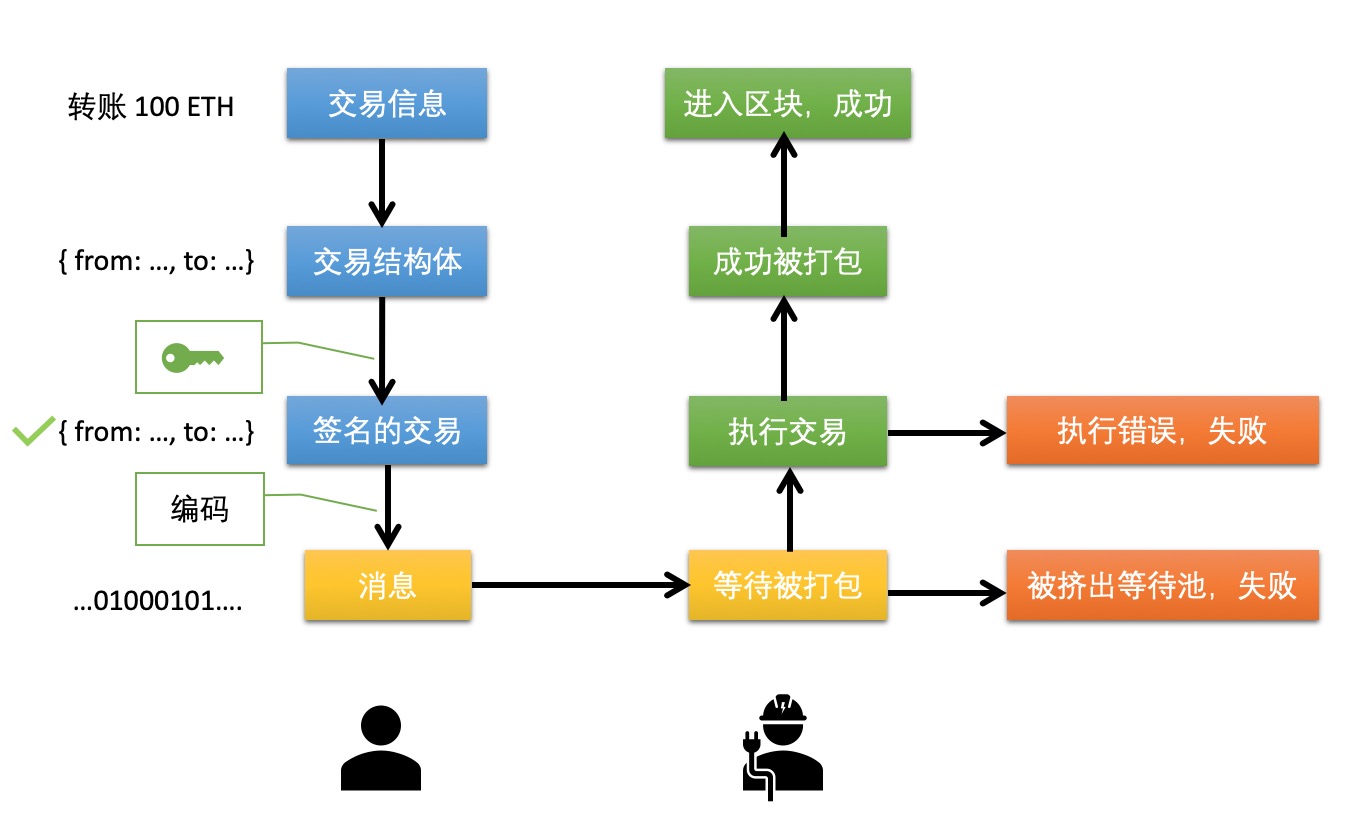 转账 100 ETH
交易信息
进入区块，成功
{ from: ..., to: ...}
交易结构体
成功被打包
{ from: ..., to: ...}
签名的交易
执行交易
执行错误，失败
编码
...01000101....
消息
等待被打包
被挤出等待池，失败